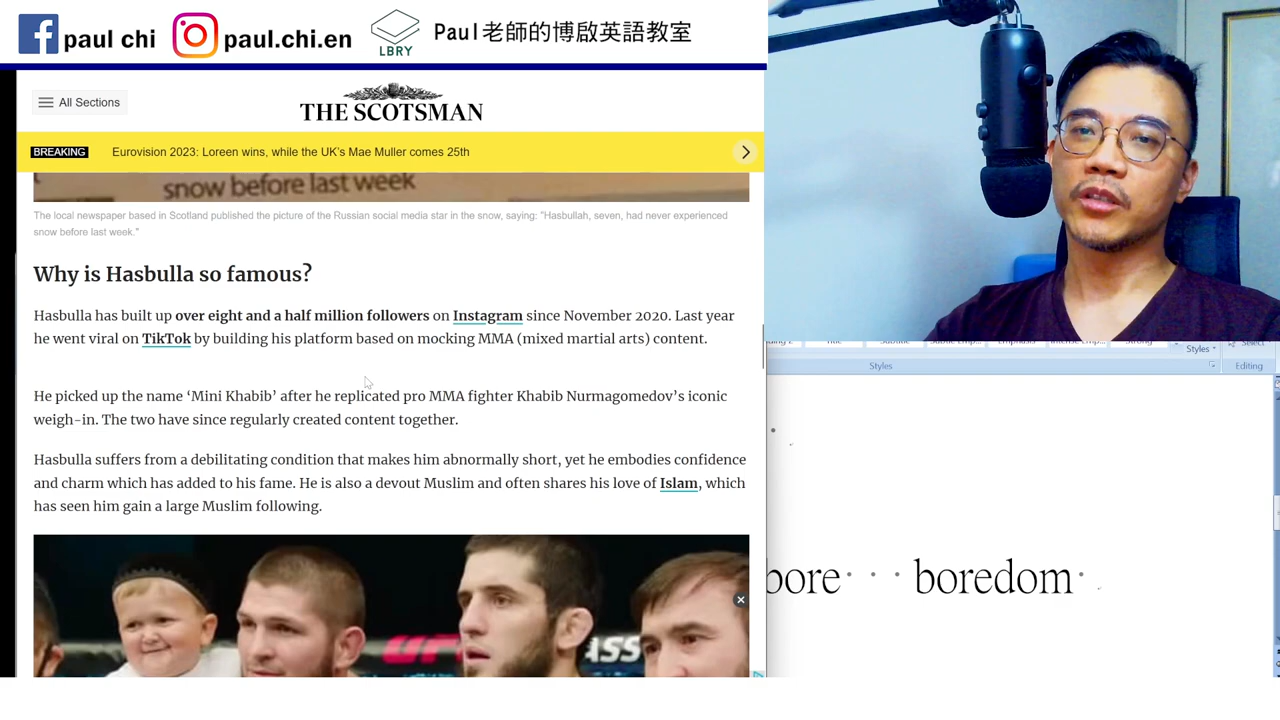 paul chi
paul.chi.en
LBRY
Paul老師的博啟英語教室
All Sections
THE SCOTSMAN
BREAKING
Eurovision 2023: Loreen wins, while the UK's Mae Muller comes 25th
snow before last week
The local newspaper based in Scotland published the picture of the Russian social media star in the snow, saying: "Hasbullah, seven, had never experienced
snow before last week."
Why is Hasbulla so famous?
Hasbulla has built up over eight and a half million followers on Instagram since November 2020. Last year
he went viral on TikTok by building his platform based on mocking MMA (mixed martial arts) content.
He picked up the name ‘Mini Khabib’ after he replicated pro MMA fighter Khabib Nurmagomedov’s iconic
weigh-in. The two have since regularly created content together.
Hasbulla suffers from a debilitating condition that makes him abnormally short, yet he embodies confidence
and charm which has added to his fame. He is also a devout Muslim and often shares his love of Islam, which
has seen him gain a large Muslim following.
Styles
Styles
Editing
bore boredom